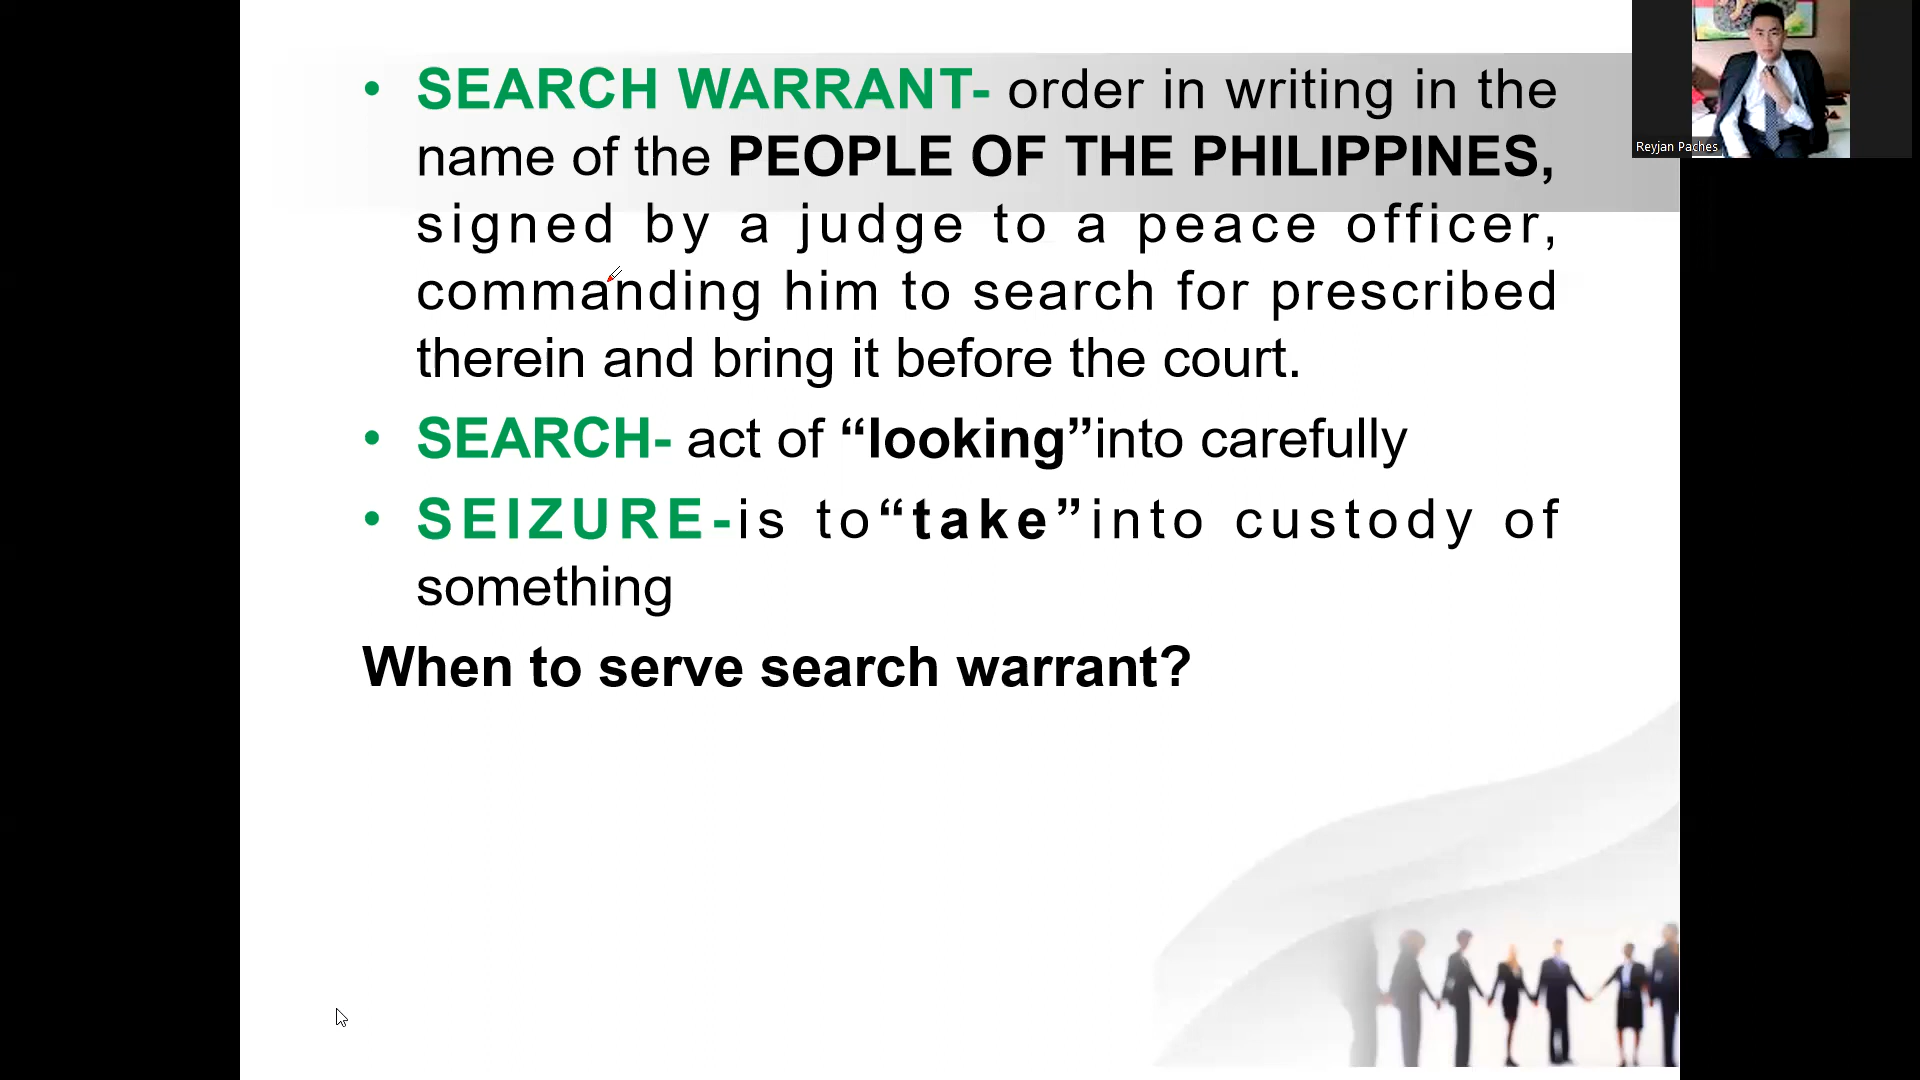 • SEARCH WARRANT- order in writing in the
name of the PEOPLE OF THE PHILIPPINES,
signed by a judge to a peace officer,
commanding him to search for prescribed
therein and bring it before the court.
• SEARCH- act of “looking”into carefully
• SEIZURE-is to“take”into custody of
something
When to serve search warrant?
Reyjan Paches